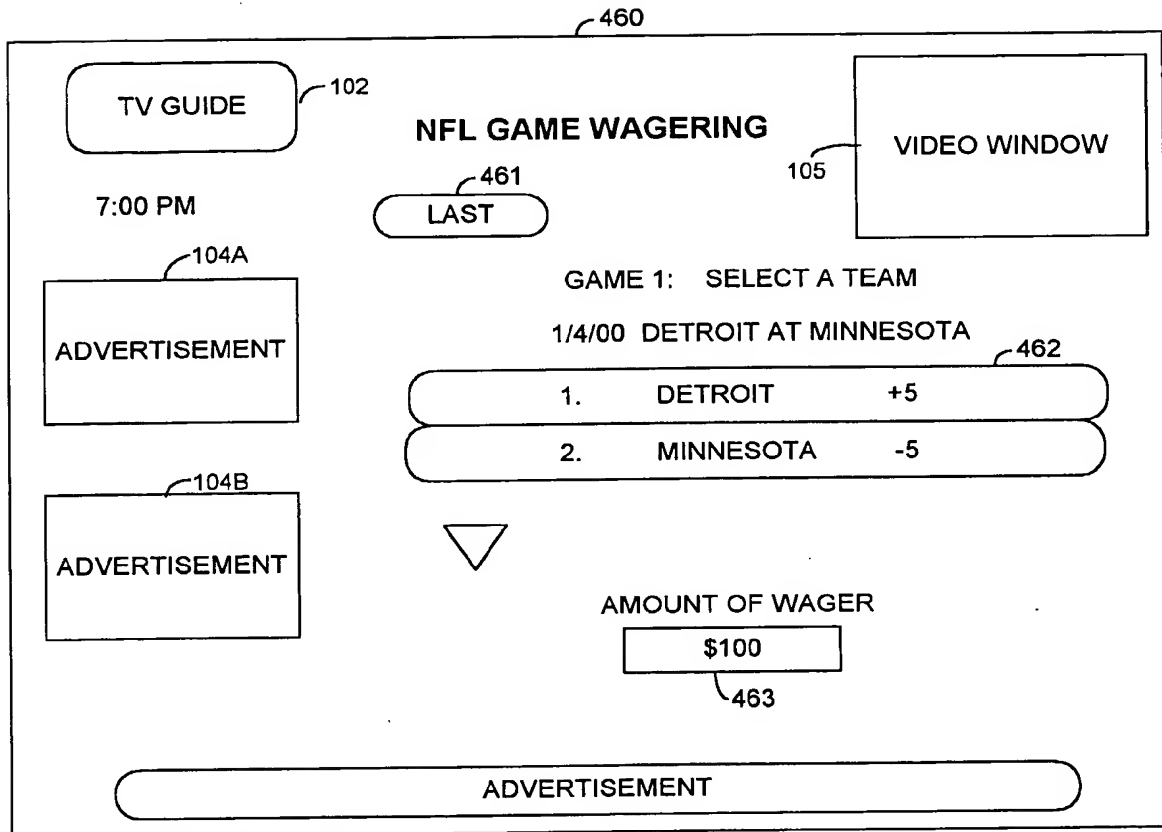 460
TV GUIDE
102
NFL GAME WAGERING
VIDEO WINDOW
105
461
7:00 PM
LAST
104A
ADVERTISEMENT
GAME 1: SELECT A TEAM
1/4/00 DETROIT AT MINNESOTA
462
1. DETROIT +5
2. MINNESOTA -5
104B
ADVERTISEMENT
AMOUNT OF WAGER
$100
463
ADVERTISEMENT